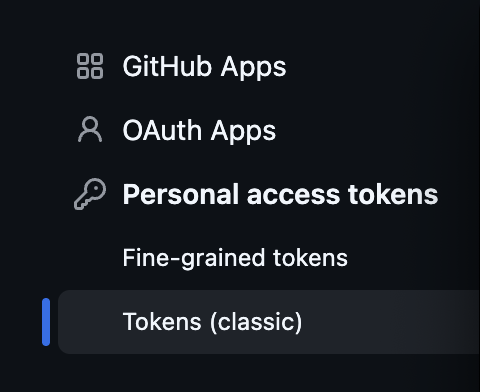 GitHub Apps
OAuth Apps
Personal access tokens
Fine-grained tokens
Tokens (classic)